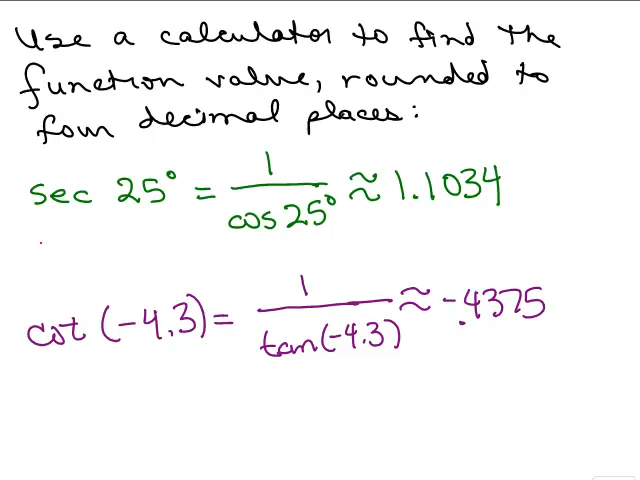 Use a calculator to find the
function value, rounded to
four decimal places:
sec 25° = 1/cos 25° ≈ 1.1034
cot (-4.3) = 1/tan(-4.3) ≈ -.4375